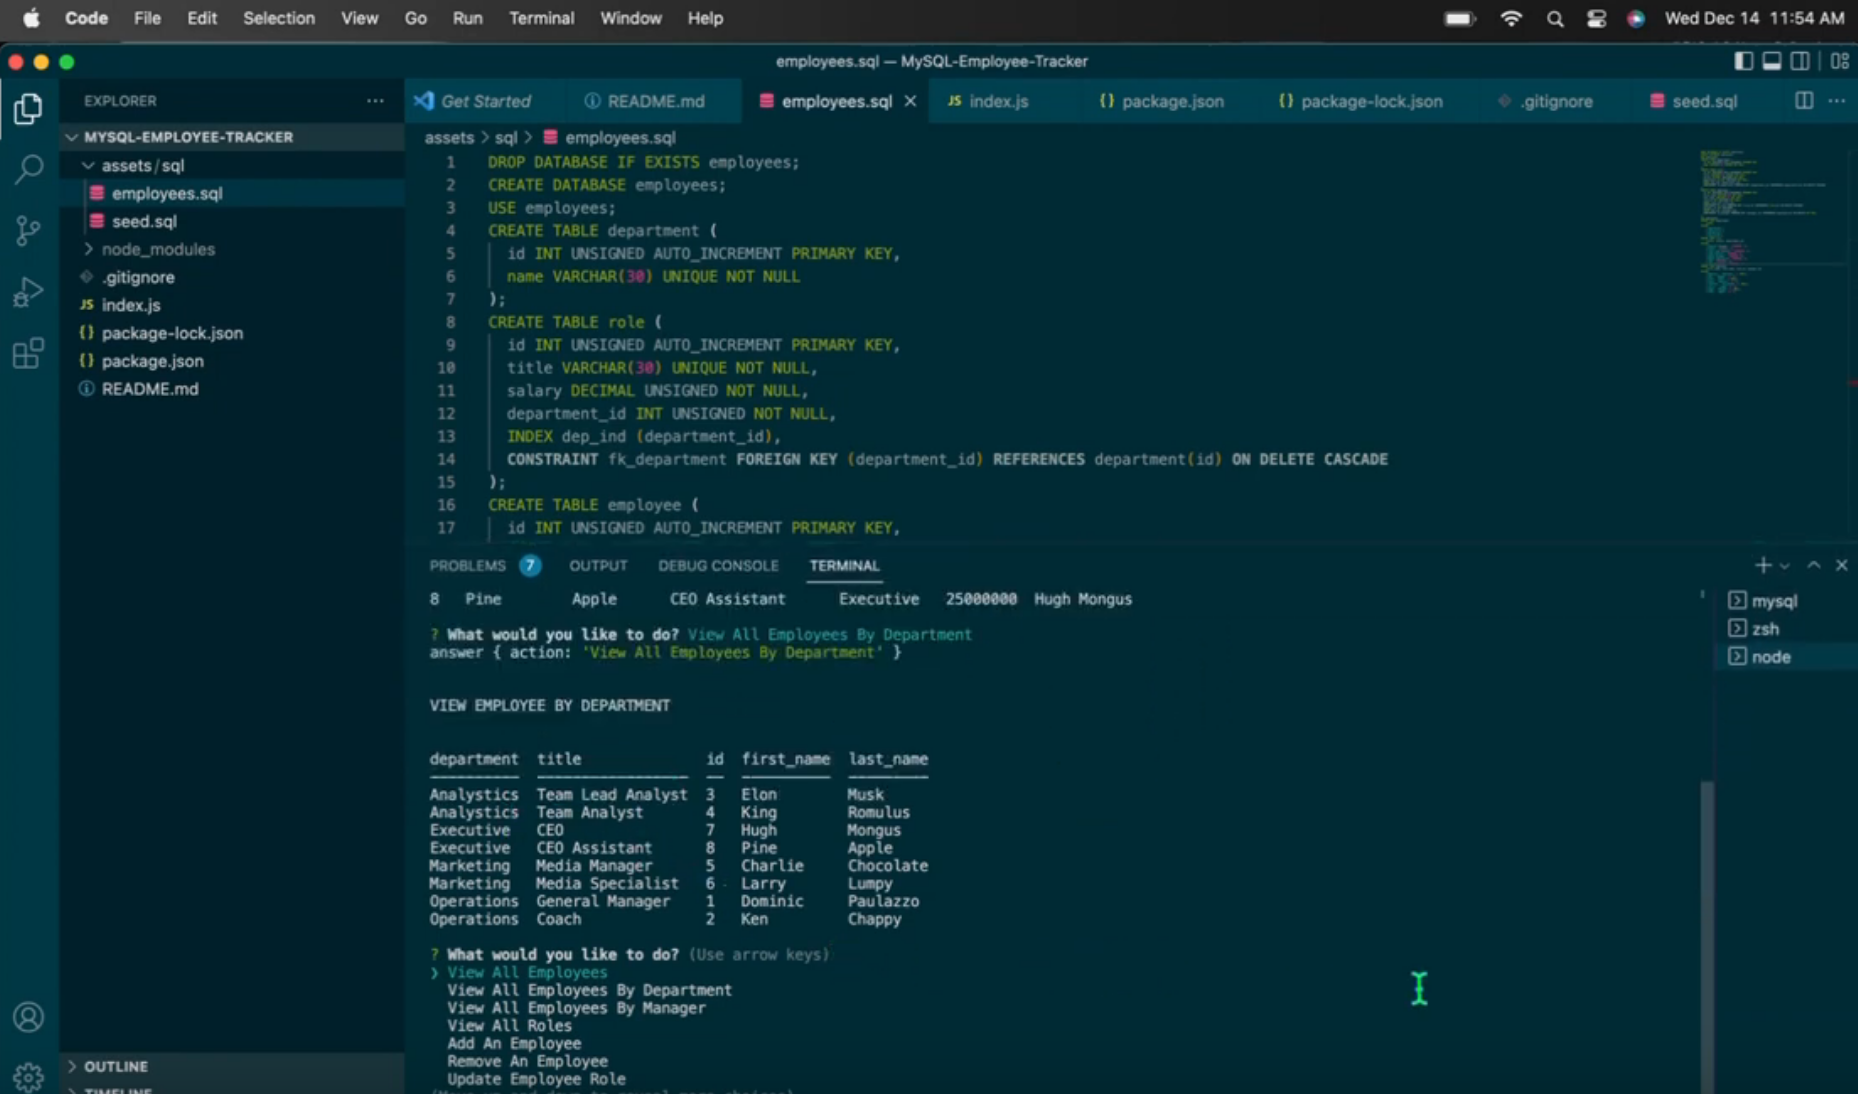 Code File Edit Selection View Go Run Terminal Window Help Wed Dec 14 11:54 AM
employees.sql — MySQL-Employee-Tracker
EXPLORER ···
MYSQL-EMPLOYEE-TRACKER
assets/sql
employees.sql
seed.sql
node_modules
.gitignore
JS index.js
{} package-lock.json
{} package.json
README.md
OUTLINE
TIMELINE
Get Started README.md employees.sql × JS index.js {} package.json {} package-lock.json .gitignore seed.sql ···
assets > sql > employees.sql
1 DROP DATABASE IF EXISTS employees;
2 CREATE DATABASE employees;
3 USE employees;
4 CREATE TABLE department (
5 id INT UNSIGNED AUTO_INCREMENT PRIMARY KEY,
6 name VARCHAR(30) UNIQUE NOT NULL
7 );
8 CREATE TABLE role (
9 id INT UNSIGNED AUTO_INCREMENT PRIMARY KEY,
10 title VARCHAR(30) UNIQUE NOT NULL,
11 salary DECIMAL UNSIGNED NOT NULL,
12 department_id INT UNSIGNED NOT NULL,
13 INDEX dep_ind (department_id),
14 CONSTRAINT fk_department FOREIGN KEY (department_id) REFERENCES department(id) ON DELETE CASCADE
15 );
16 CREATE TABLE employee (
17 id INT UNSIGNED AUTO_INCREMENT PRIMARY KEY,
PROBLEMS 7 OUTPUT DEBUG CONSOLE TERMINAL
8 Pine Apple CEO Assistant Executive 25000000 Hugh Mongus
? What would you like to do? View All Employees By Department
answer { action: 'View All Employees By Department' }
VIEW EMPLOYEE BY DEPARTMENT
department title id first_name last_name
Analystics Team Lead Analyst 3 Elon Musk
Analystics Team Analyst 4 King Romulus
Executive CEO 7 Hugh Mongus
Executive CEO Assistant 8 Pine Apple
Marketing Media Manager 5 Charlie Chocolate
Marketing Media Specialist 6 Larry Lumpy
Operations General Manager 1 Dominic Paulazzo
Operations Coach 2 Ken Chappy
? What would you like to do? (Use arrow keys)
❯ View All Employees
View All Employees By Department
View All Employees By Manager
View All Roles
Add An Employee
Remove An Employee
Update Employee Role
mysql
zsh
node